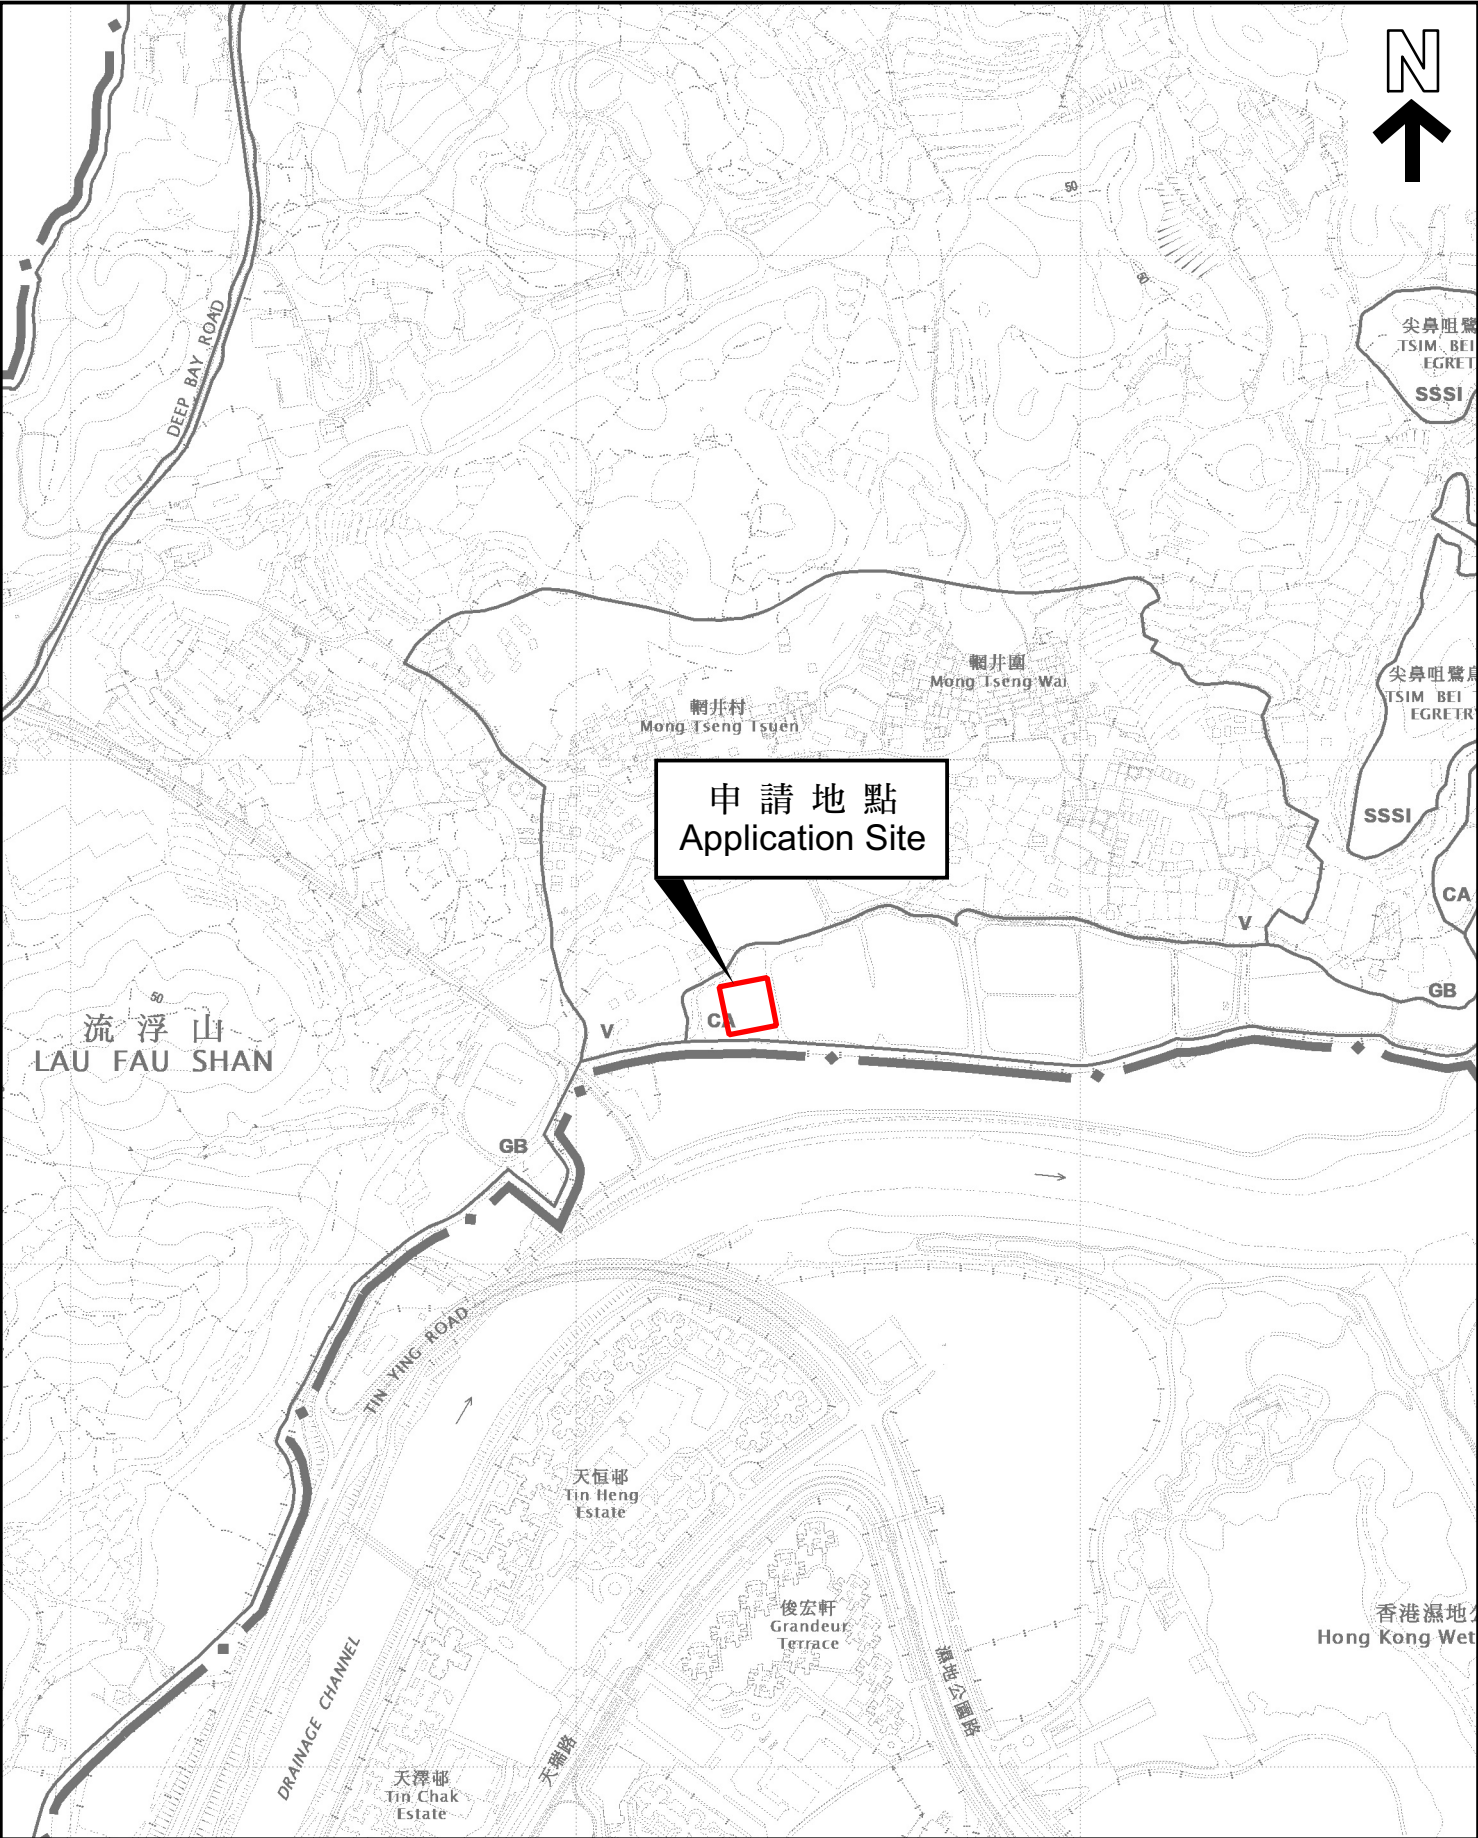 N
50
50
DEEP BAY ROAD
尖鼻咀鷺
TSIM BEI
EGRET
SSSI
輞井圍
Mong Tseng Wai
輞井村
Mong Tseng Tsuen
尖鼻咀鷺鳥
TSIM BEI
EGRETR
申請地點
Application Site
SSSI
CA
V
GB
50
流浮山
LAU FAU SHAN
V
CA
GB
TIN YING ROAD
天恒邨
Tin Heng
Estate
俊宏軒
Grandeur
Terrace
香港濕地公
Hong Kong Wet
濕地公園路
DRAINAGE CHANNEL
天瑞路
天澤邨
Tin Chak
Estate